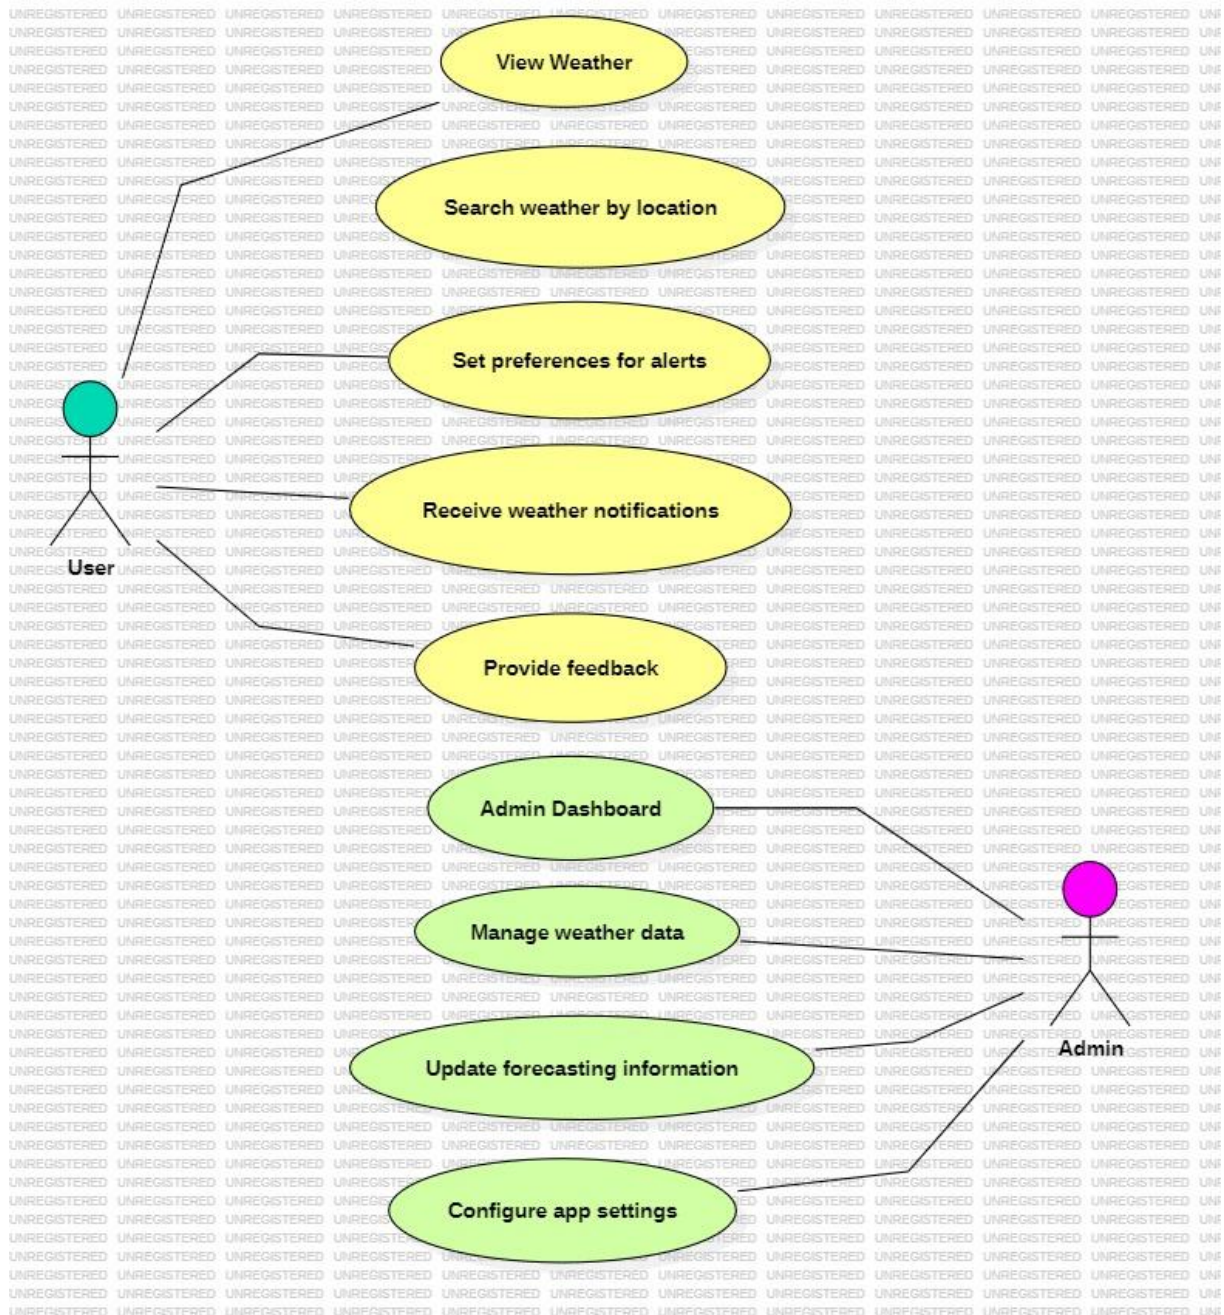 View Weather
Search weather by location
Set preferences for alerts
Receive weather notifications
User
Provide feedback
Admin Dashboard
Manage weather data
Update forecasting information
Admin
Configure app settings
UNREGISTERED